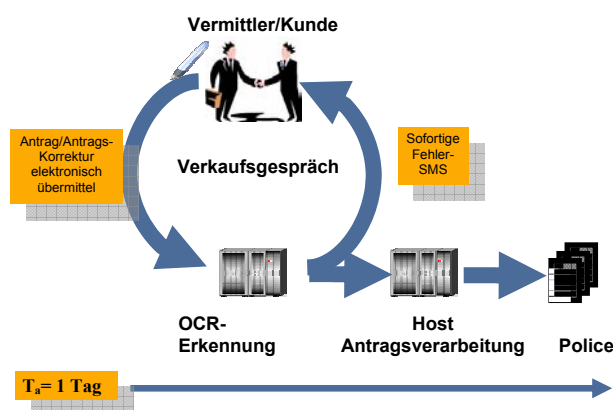 Vermittler/Kunde
Antrag/Antrags-
Korrektur
elektronisch
übermittel
Verkaufsgespräch
Sofortige
Fehler-
SMS
OCR-
Erkennung
Host
Antragsverarbeitung
Police
Ta= 1 Tag